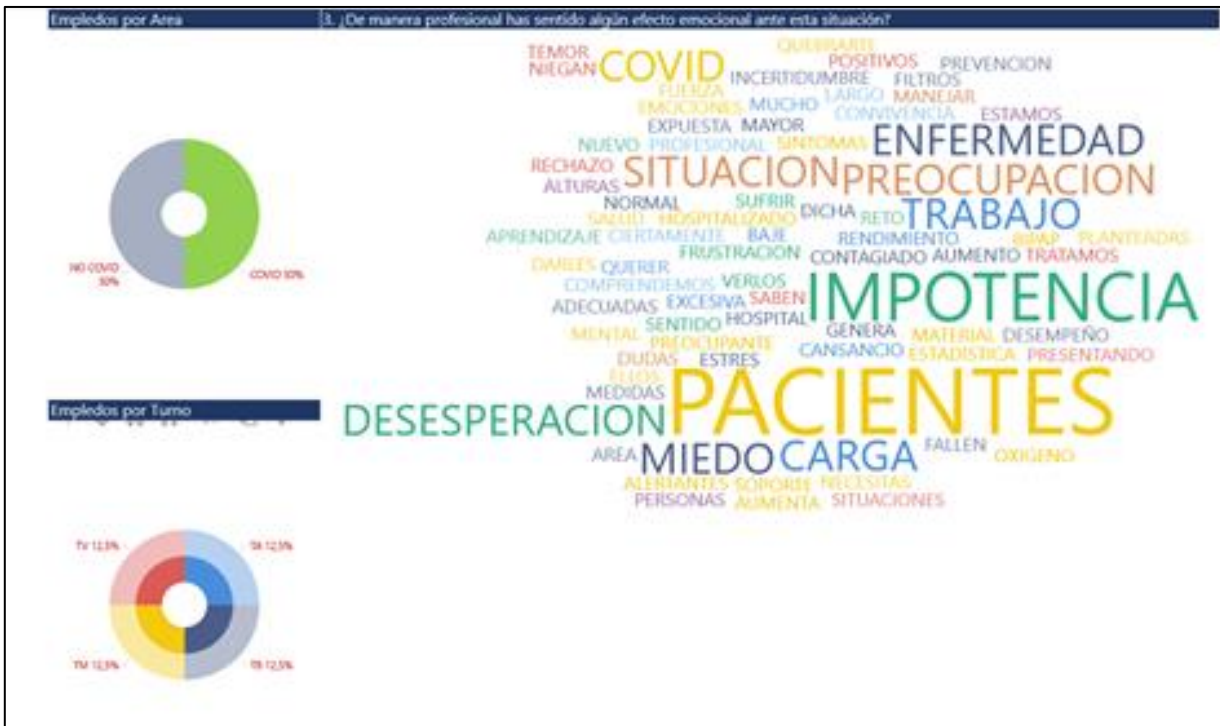 Empledos por Area
3. ¿De manera profesional has sentido algún efecto emocional ante esta situación?
NO COVID
50%
COVID 50%
Empledos por Turno
TV 12,5%
TA 12,5%
TM 12,5%
TB 12,5%
QUEBRARTE
TEMOR
COVID
POSITIVOS
PREVENCION
NIEGAN
INCERTIDUMBRE
FILTROS
FUERZA
LARGO
MANEJAR
EMOCIONES
MUCHO
CONVIVENCIA
ESTAMOS
EXPUESTA
MAYOR
ENFERMEDAD
NUEVO
PROFESIONAL
SINTOMAS
RECHAZO
SITUACION
PREOCUPACION
ALTURAS
NORMAL
SUFRIR
DICHA
RETO
TRABAJO
SALUD
HOSPITALIZADO
APRENDIZAJE
CIERTAMENTE
BAJE
RENDIMIENTO
PLANTEADAS
FRUSTRACION
CONTAGIADO
AUMENTO
TRATAMOS
DARLES
QUERER
COMPRENDEMOS
VERLOS
IMPOTENCIA
ADECUADAS
EXCESIVA
SABEN
SENTIDO
HOSPITAL
GENERA
MATERIAL
DESEMPEÑO
MENTAL
PREOCUPANTE
CANSANCIO
ESTADISTICA
PRESENTANDO
DUDAS
ESTRES
ELLOS
PACIENTES
MEDIDAS
DESESPERACION
AREA
MIEDO
CARGA
FALLEN
OXIGENO
ALERTANTES
SOPORTE
NECESITAS
PERSONAS
AUMENTA
SITUACIONES